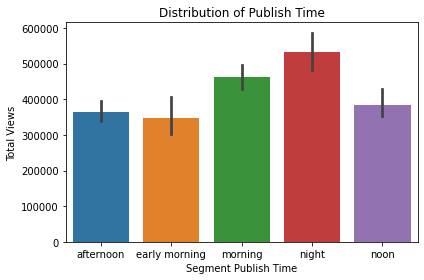 Distribution of Publish Time
600000
500000
400000
300000
200000
100000
0
Total Views
afternoon early morning morning night noon
Segment Publish Time